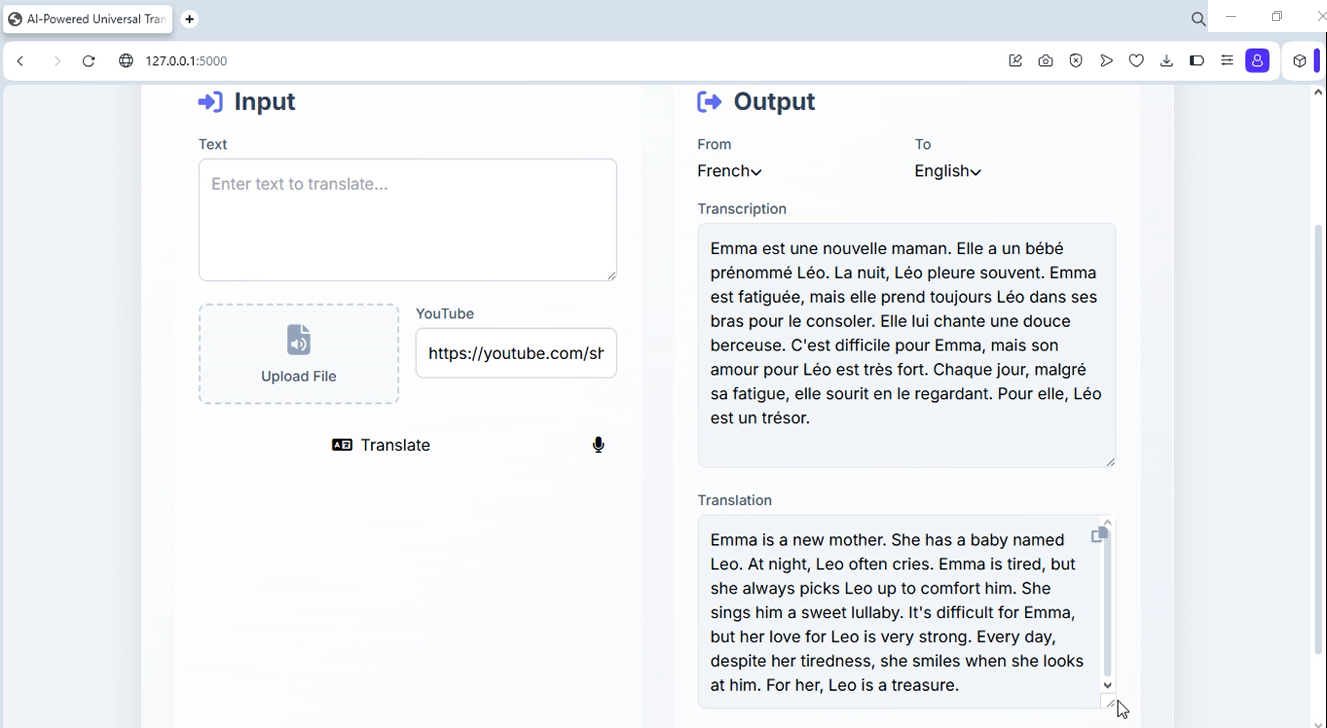 AI-Powered Universal Tran
127.0.0.1:5000
Input
Text
Enter text to translate...
Upload File
YouTube
https://youtube.com/sh
Translate
Output
From
To
French
English
Transcription
Emma est une nouvelle maman. Elle a un bébé
prénommé Léo. La nuit, Léo pleure souvent. Emma
est fatiguée, mais elle prend toujours Léo dans ses
bras pour le consoler. Elle lui chante une douce
berceuse. C'est difficile pour Emma, mais son
amour pour Léo est très fort. Chaque jour, malgré
sa fatigue, elle sourit en le regardant. Pour elle, Léo
est un trésor.
Translation
Emma is a new mother. She has a baby named
Leo. At night, Leo often cries. Emma is tired, but
she always picks Leo up to comfort him. She
sings him a sweet lullaby. It's difficult for Emma,
but her love for Leo is very strong. Every day,
despite her tiredness, she smiles when she looks
at him. For her, Leo is a treasure.